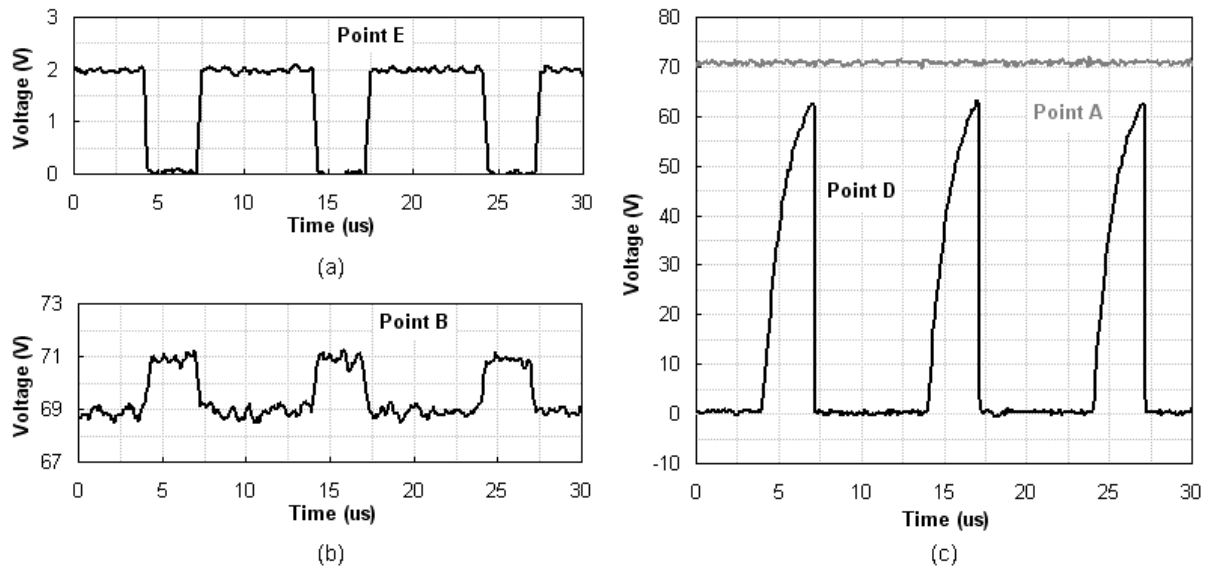 3
2
1
0
Voltage (V)
Point E
0 5 10 15 20 25 30
Time (us)
(a)
73
71
69
67
Voltage (V)
Point B
0 5 10 15 20 25 30
Time (us)
(b)
80
70
60
50
40
30
20
10
0
-10
Voltage (V)
Point A
Point D
0 5 10 15 20 25 30
Time (us)
(c)